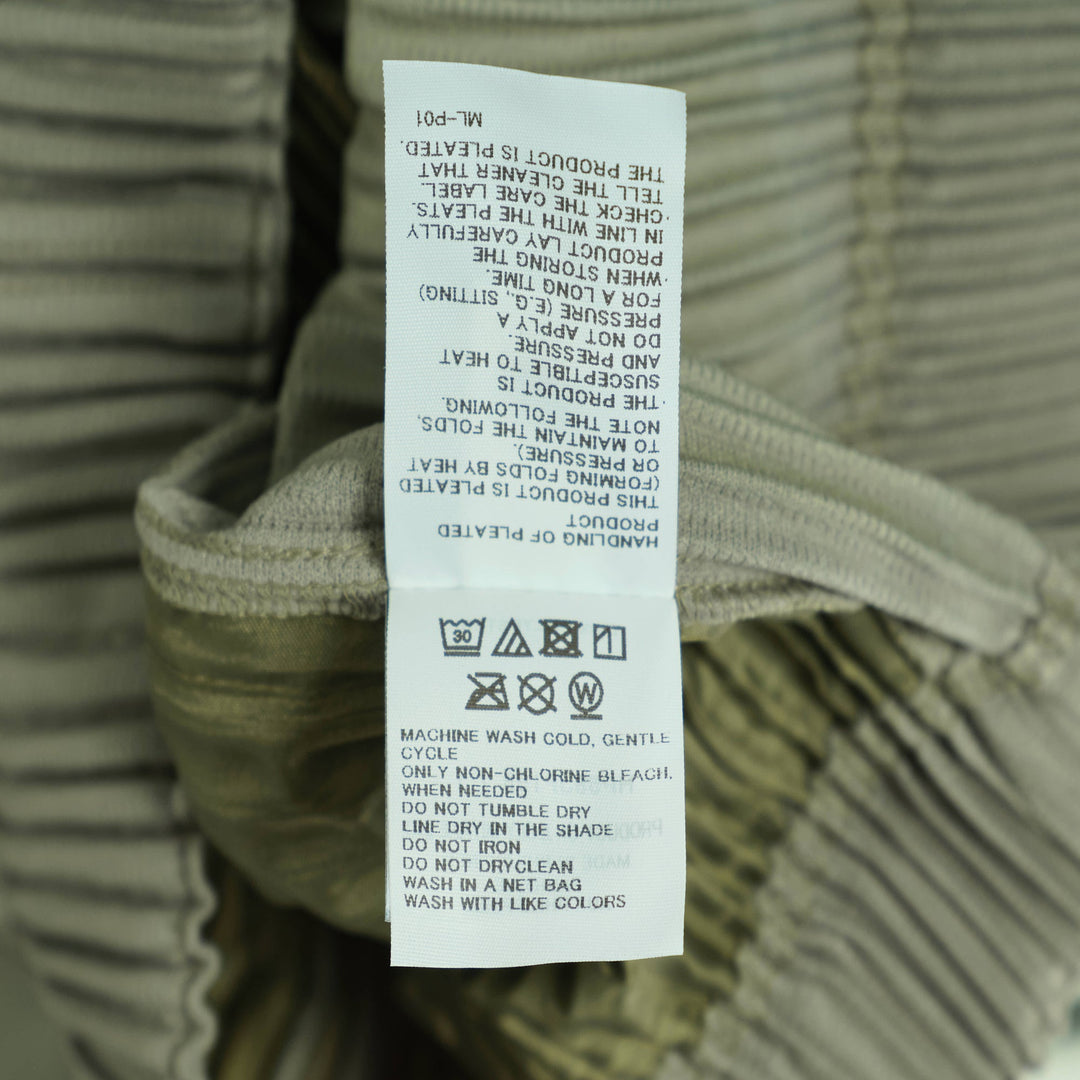 HANDLING OF PLEATED
PRODUCT
THIS PRODUCT IS PLEATED
(FORMING FOLDS BY HEAT
OR PRESSURE).
TO MAINTAIN THE FOLDS,
NOTE THE FOLLOWING.
·THE PRODUCT IS
SUSCEPTIBLE TO HEAT
AND PRESSURE.
DO NOT APPLY A
PRESSURE (E.G., SITTING)
FOR A LONG TIME.
·WHEN STORING THE
PRODUCT LAY CAREFULLY
IN LINE WITH THE PLEATS.
·CHECK THE CARE LABEL.
TELL THE CLEANER THAT
THE PRODUCT IS PLEATED.
ML-P01
30
W
MACHINE WASH COLD, GENTLE
CYCLE
ONLY NON-CHLORINE BLEACH.
WHEN NEEDED
DO NOT TUMBLE DRY
LINE DRY IN THE SHADE
DO NOT IRON
DO NOT DRYCLEAN
WASH IN A NET BAG
WASH WITH LIKE COLORS